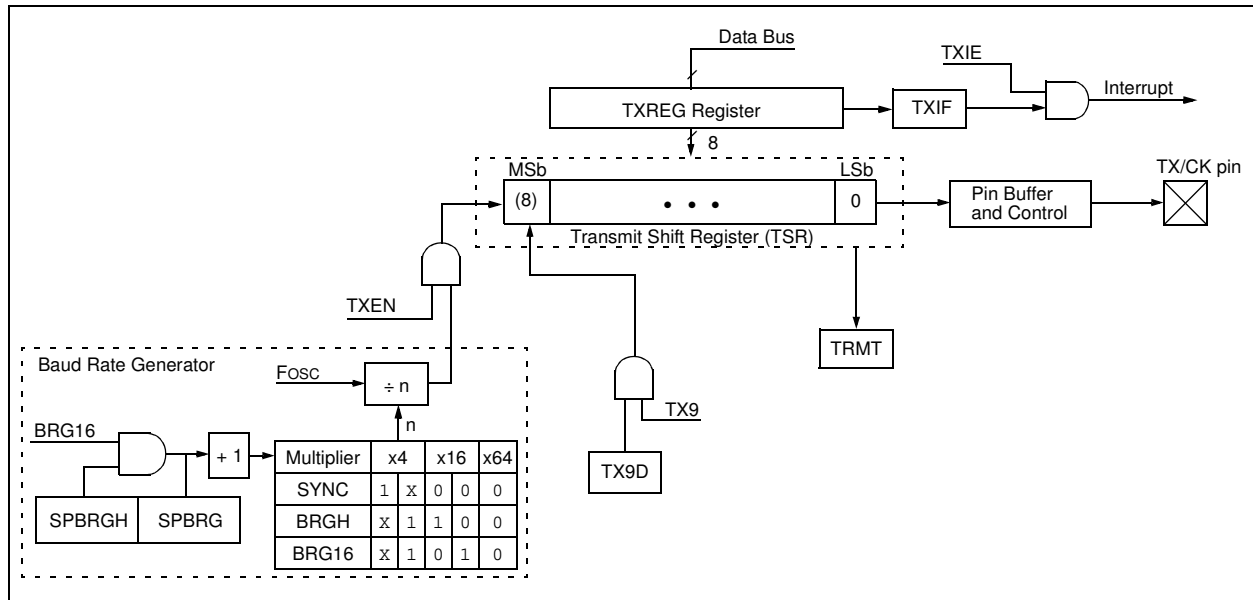 Data Bus
TXIE
Interrupt
TXREG Register
TXIF
8
MSb
LSb
TX/CK pin
(8)
• • •
0
Pin Buffer
and Control
Transmit Shift Register (TSR)
TXEN
TRMT
Baud Rate Generator
FOSC
÷ n
n
TX9
BRG16
+ 1
Multiplier x4 x16 x64
SYNC 1 X 0 0 0
BRGH X 1 1 0 0
BRG16 X 1 0 1 0
SPBRGH SPBRG
TX9D